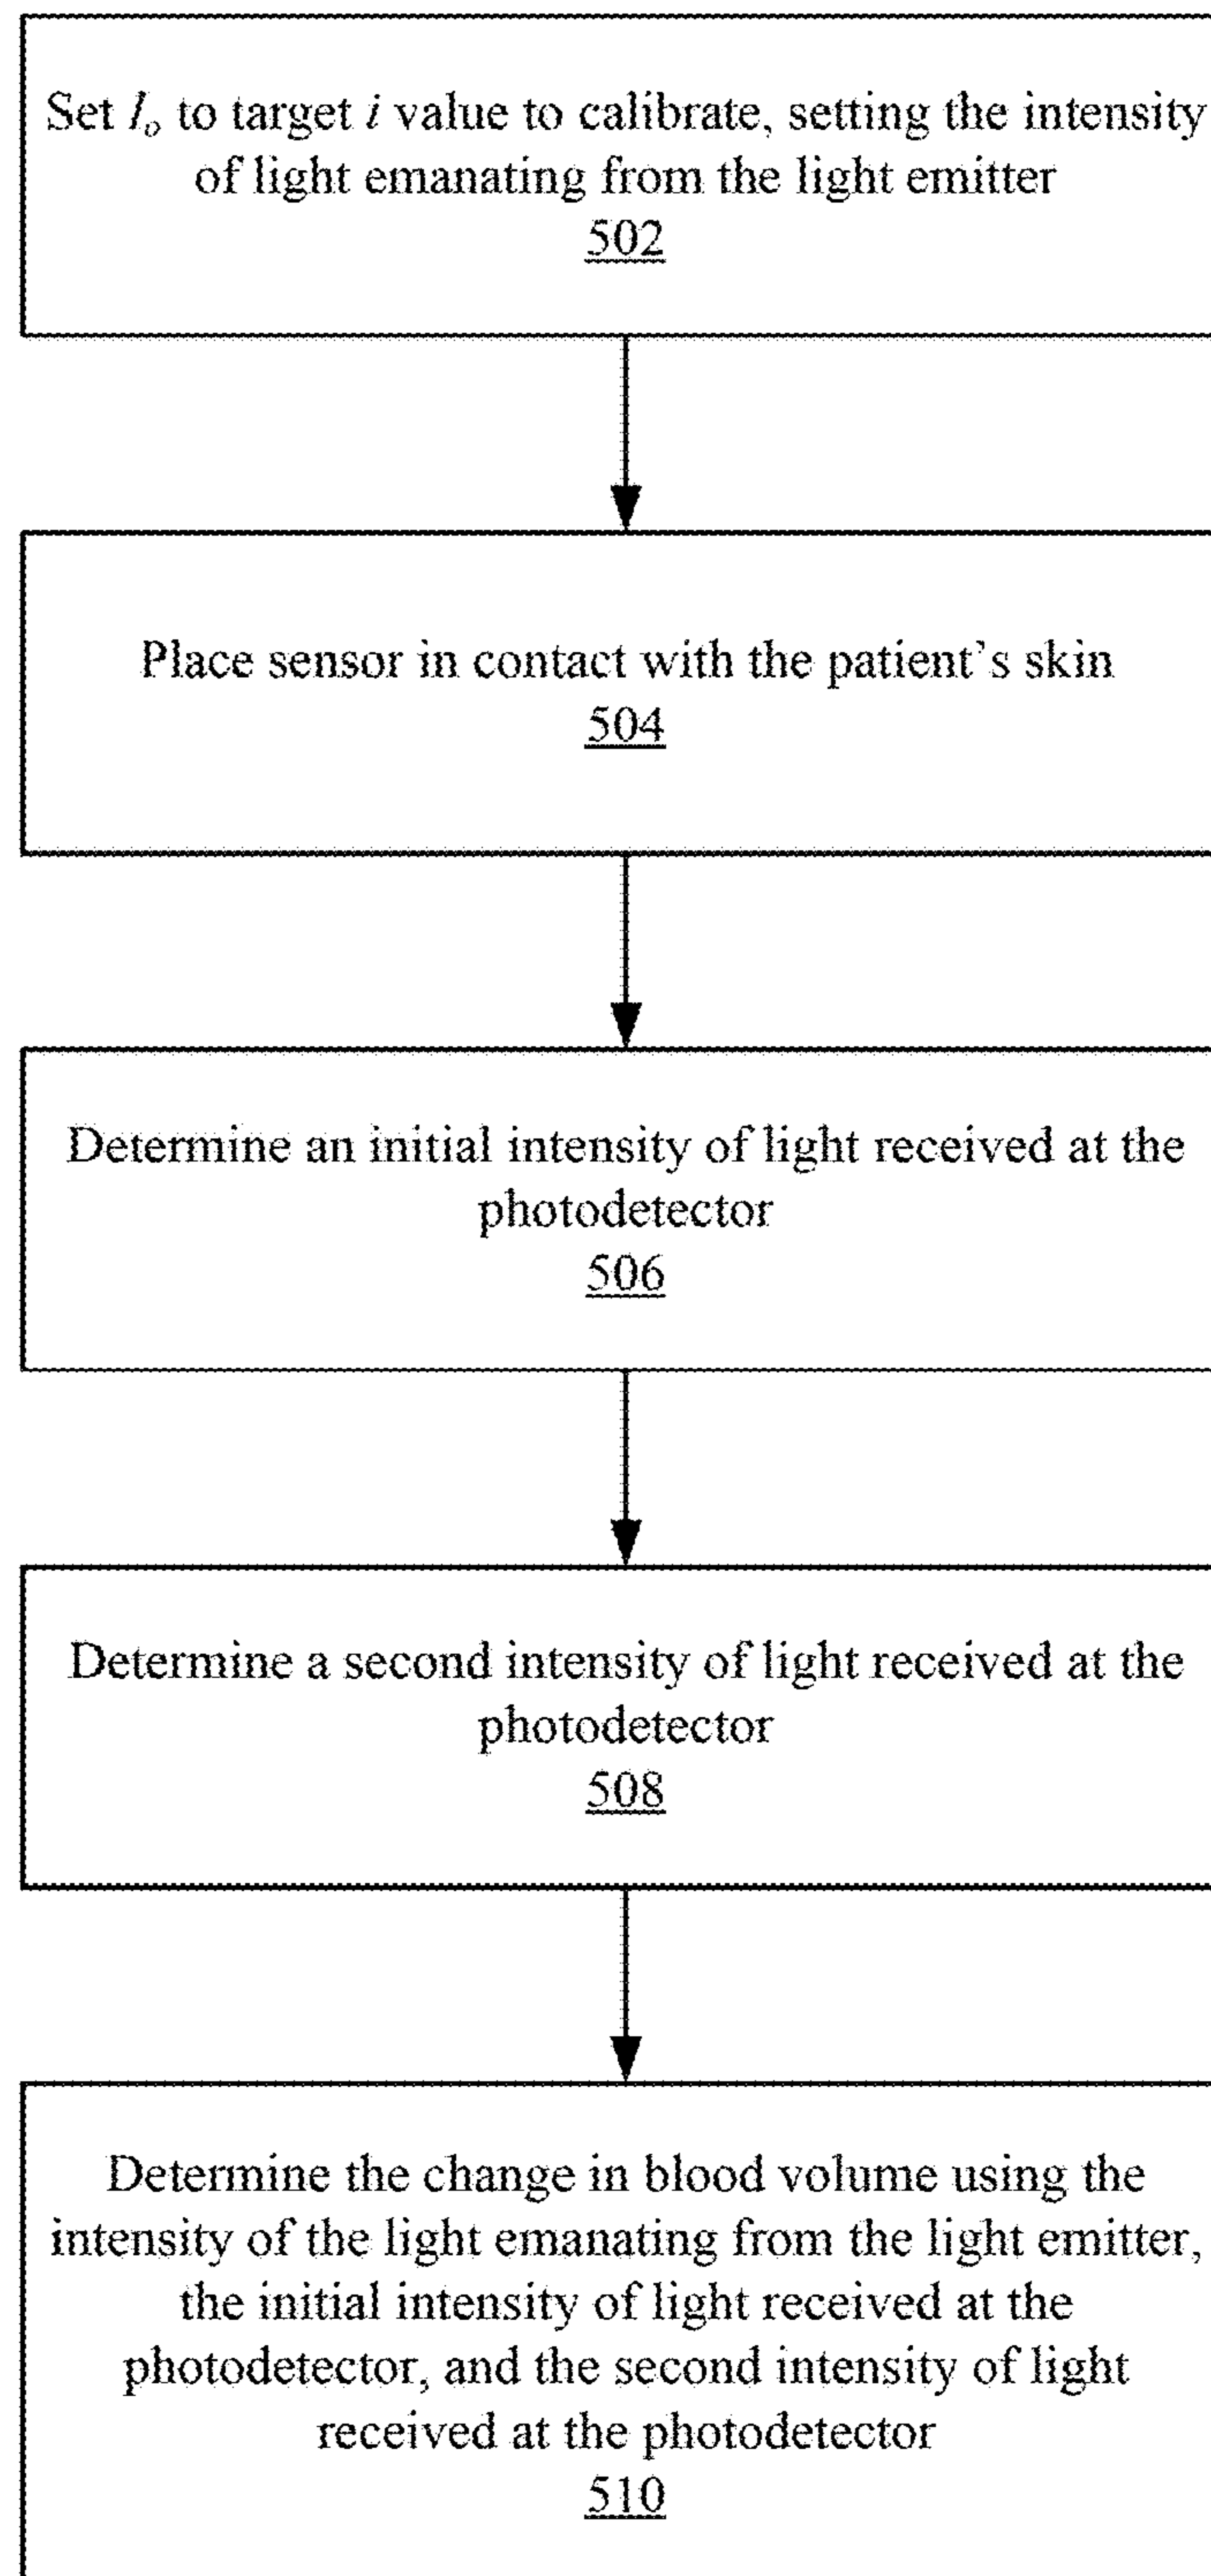 Set Iₒ to target i value to calibrate, setting the intensity
of light emanating from the light emitter
502
Place sensor in contact with the patient's skin
504
Determine an initial intensity of light received at the
photodetector
506
Determine a second intensity of light received at the
photodetector
508
Determine the change in blood volume using the
intensity of the light emanating from the light emitter,
the initial intensity of light received at the
photodetector, and the second intensity of light
received at the photodetector
510